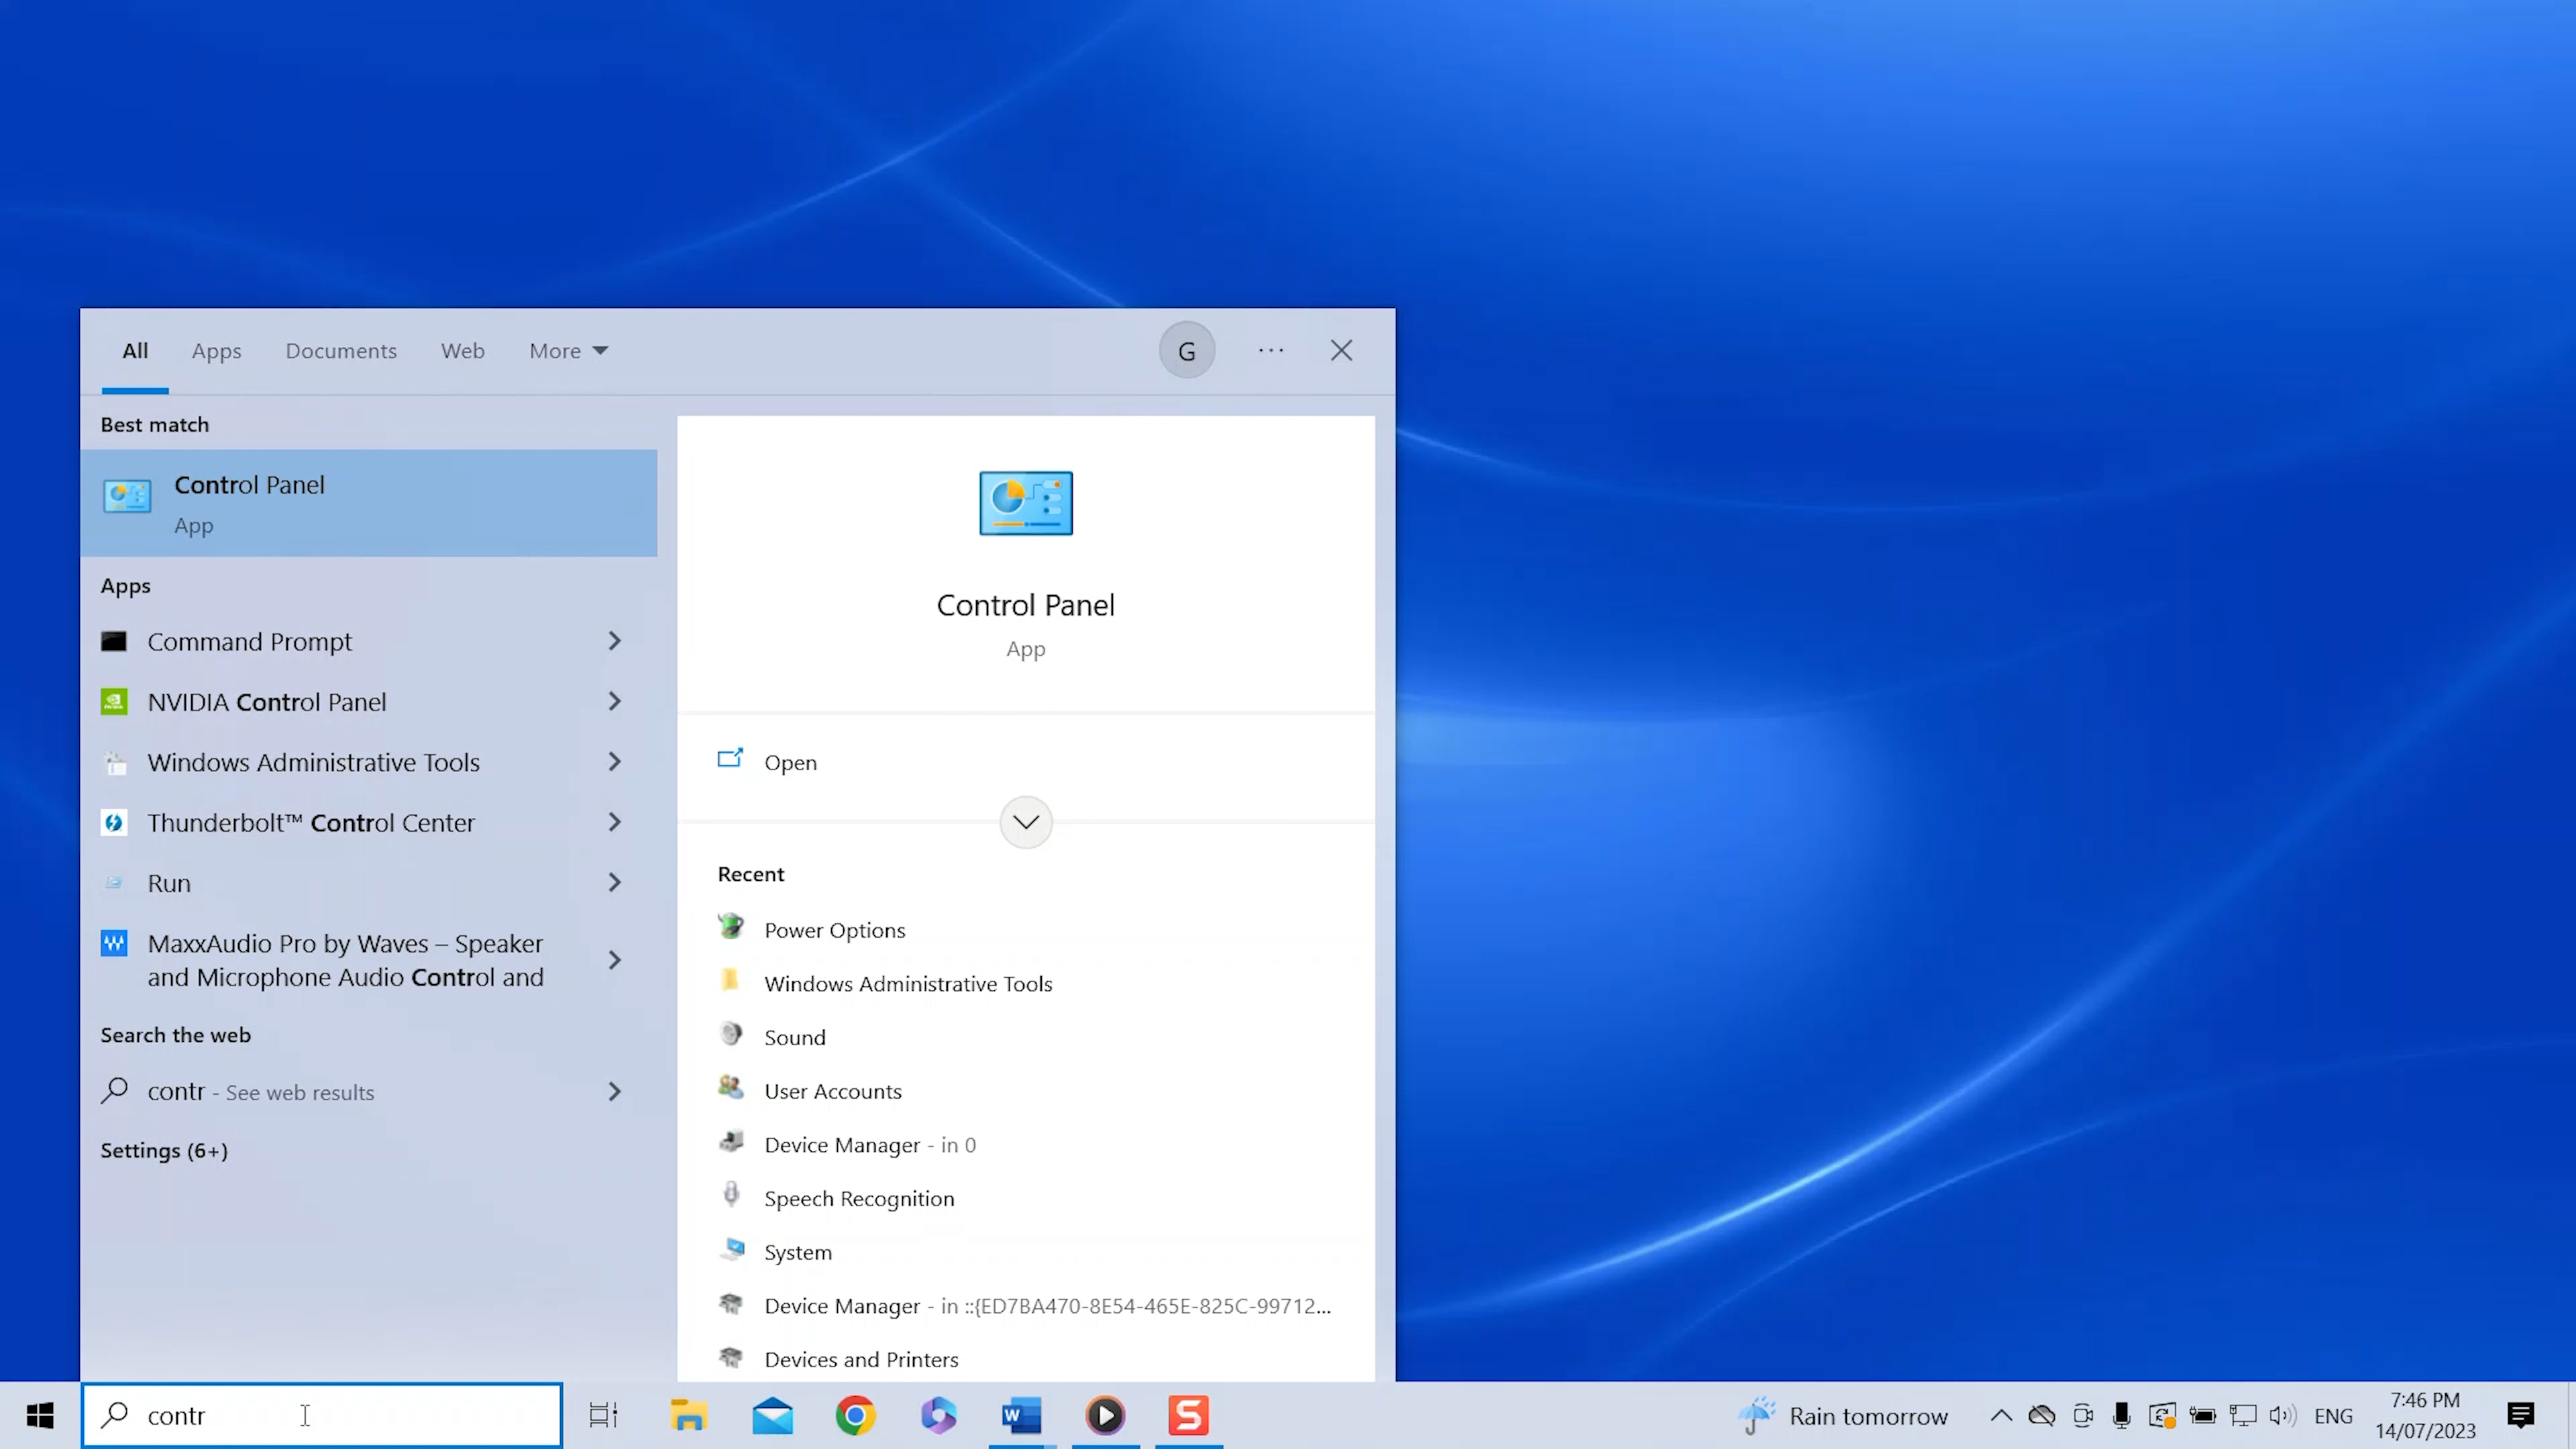 All Apps Documents Web More G
Best match
Control Panel
App
Apps
Command Prompt
NVIDIA Control Panel
Windows Administrative Tools
Thunderbolt™ Control Center
Run
MaxxAudio Pro by Waves – Speaker
and Microphone Audio Control and
Search the web
contr - See web results
Settings (6+)
Control Panel
App
Open
Recent
Power Options
Windows Administrative Tools
Sound
User Accounts
Device Manager - in 0
Speech Recognition
System
Device Manager - in ::{ED7BA470-8E54-465E-825C-99712...
Devices and Printers
contr
Rain tomorrow
ENG
7:46 PM
14/07/2023